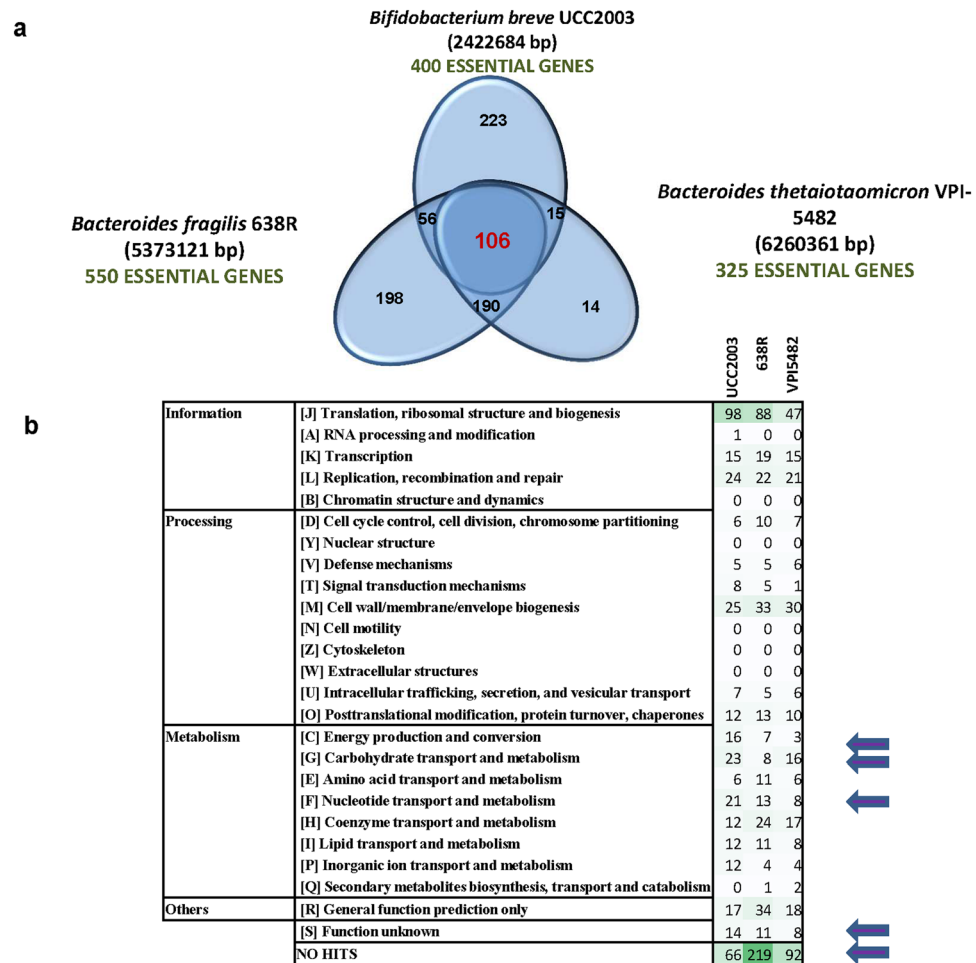 a
Bifidobacterium breve UCC2003
(2422684 bp)
400 ESSENTIAL GENES
223
Bacteroides fragilis 638R
(5373121 bp)
550 ESSENTIAL GENES
Bacteroides thetaiotaomicron VPI-
5482
(6260361 bp)
325 ESSENTIAL GENES
56
15
106
198
190
14
b
UCC2003 638R VPI5482
Information [J] Translation, ribosomal structure and biogenesis 98 88 47
[A] RNA processing and modification 1 0 0
[K] Transcription 15 19 15
[L] Replication, recombination and repair 24 22 21
[B] Chromatin structure and dynamics 0 0 0
Processing [D] Cell cycle control, cell division, chromosome partitioning 6 10 7
[Y] Nuclear structure 0 0 0
[V] Defense mechanisms 5 5 6
[T] Signal transduction mechanisms 8 5 1
[M] Cell wall/membrane/envelope biogenesis 25 33 30
[N] Cell motility 0 0 0
[Z] Cytoskeleton 0 0 0
[W] Extracellular structures 0 0 0
[U] Intracellular trafficking, secretion, and vesicular transport 7 5 6
[O] Posttranslational modification, protein turnover, chaperones 12 13 10
Metabolism [C] Energy production and conversion 16 7 3
[G] Carbohydrate transport and metabolism 23 8 16
[E] Amino acid transport and metabolism 6 11 6
[F] Nucleotide transport and metabolism 21 13 8
[H] Coenzyme transport and metabolism 12 24 17
[I] Lipid transport and metabolism 12 11 8
[P] Inorganic ion transport and metabolism 12 4 4
[Q] Secondary metabolites biosynthesis, transport and catabolism 0 1 2
Others [R] General function prediction only 17 34 18
[S] Function unknown 14 11 8
NO HITS 66 219 92